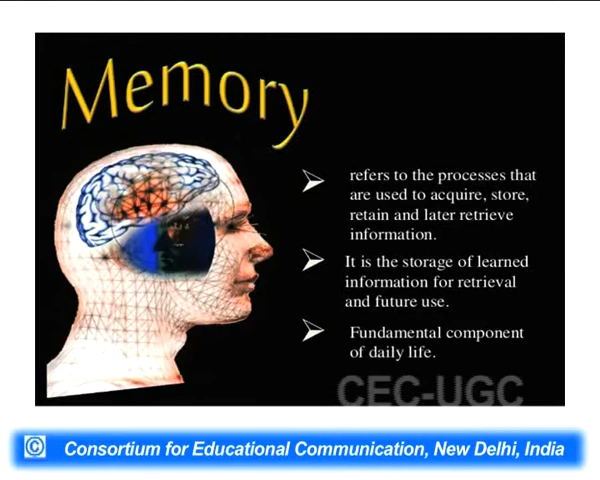 Memory
refers to the processes that
are used to acquire, store,
retain and later retrieve
information.
It is the storage of learned
information for retrieval
and future use.
Fundamental component
of daily life.
CEC-UGC
© Consortium for Educational Communication, New Delhi, India